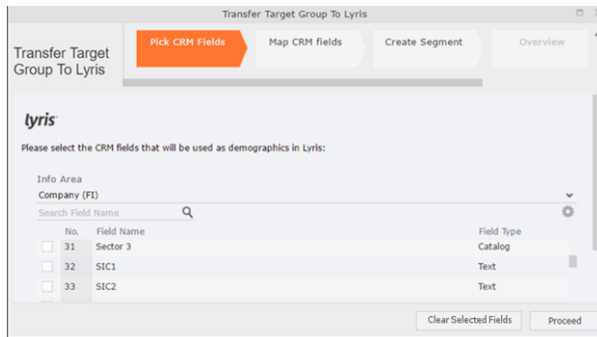 Transfer Target Group To Lyris
Transfer Target
Group To Lyris
Pick CRM Fields
Map CRM fields
Create Segment
Overview
lyris
Please select the CRM fields that will be used as demographics in Lyris:
Info Area
Company (FI)
Search Field Name
No. Field Name Field Type
31 Sector 3 Catalog
32 SIC1 Text
33 SIC2 Text
Clear Selected Fields Proceed